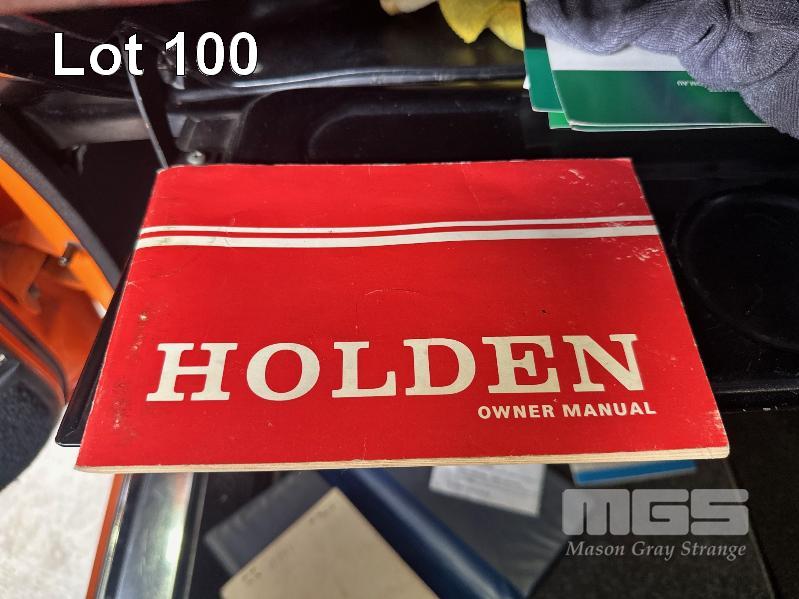 Lot 100
HOLDEN
OWNER MANUAL
MGS
Mason Gray Strange